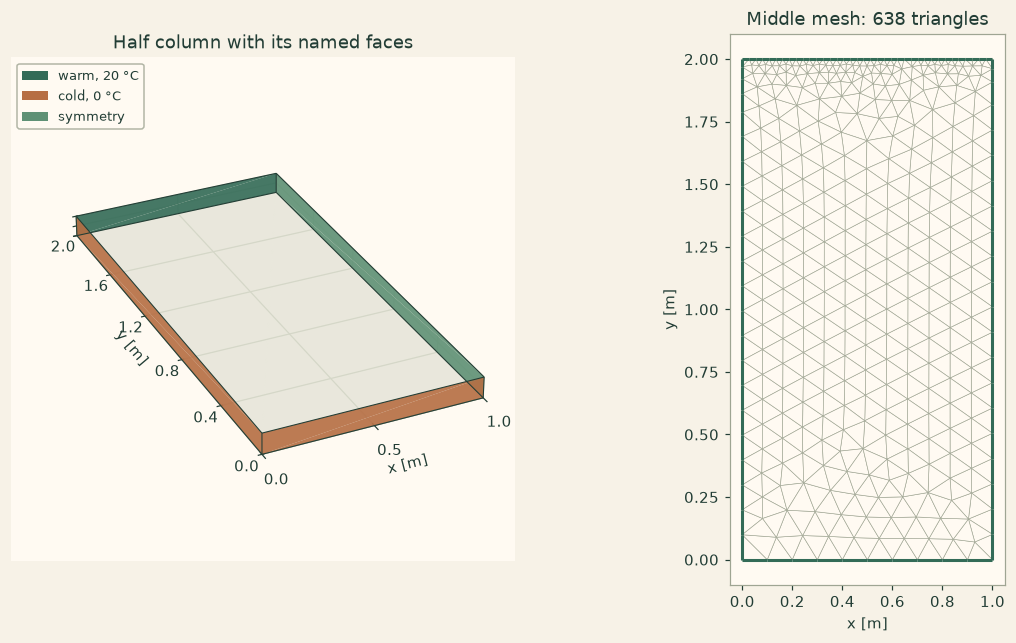 Half column with its named faces
warm, 20 °C
cold, 0 °C
symmetry
2.0
1.6
1.2
0.8
0.4
0.0
y [m]
0.0
0.5
1.0
x [m]
Middle mesh: 638 triangles
2.00
1.75
1.50
1.25
1.00
0.75
0.50
0.25
0.00
y [m]
0.0 0.2 0.4 0.6 0.8 1.0
x [m]